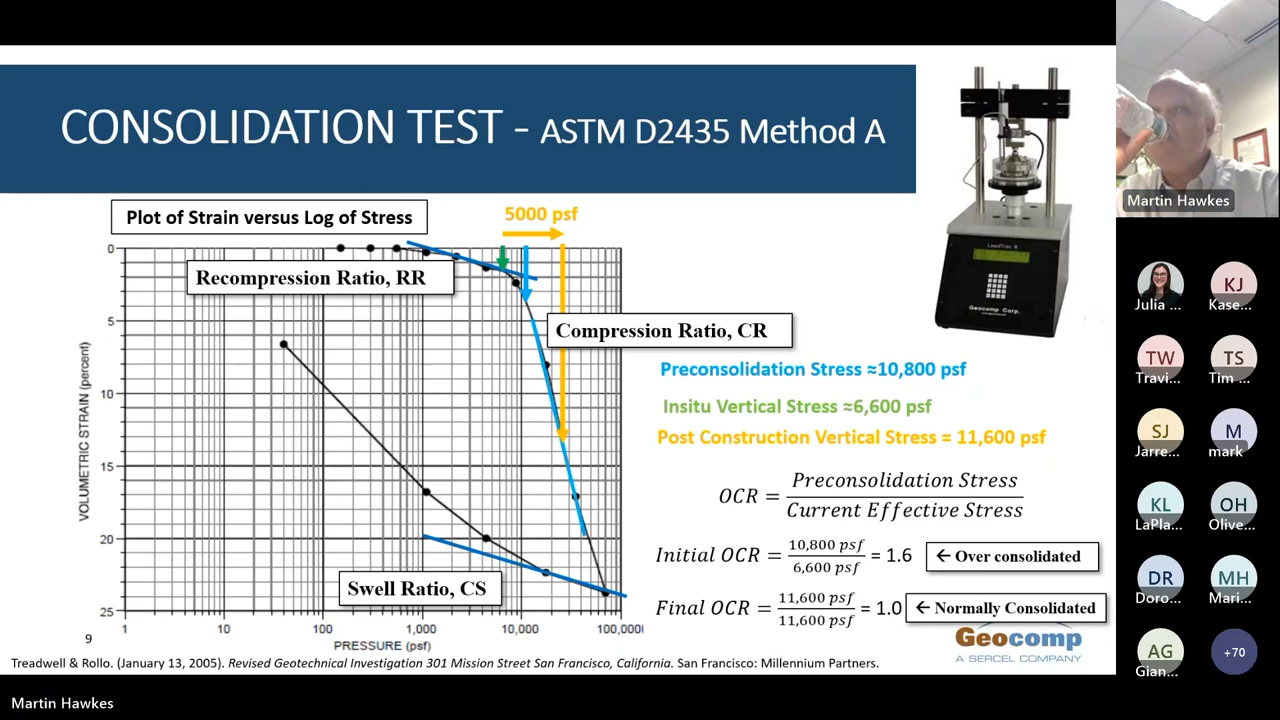 CONSOLIDATION TEST - ASTM D2435 Method A
Plot of Strain versus Log of Stress
5000 psf
Recompression Ratio, RR
Compression Ratio, CR
Swell Ratio, CS
VOLUMETRIC STRAIN (percent)
0
5
10
15
20
25
1 10 100 1,000 10,000 100,000
PRESSURE (psf)
Preconsolidation Stress ≈10,800 psf
Insitu Vertical Stress ≈6,600 psf
Post Construction Vertical Stress = 11,600 psf
OCR = Preconsolidation Stress / Current Effective Stress
Initial OCR = 10,800 psf / 6,600 psf = 1.6 ← Over consolidated
Final OCR = 11,600 psf / 11,600 psf = 1.0 ← Normally Consolidated
9
Geocomp
A SERCEL COMPANY
Treadwell & Rollo. (January 13, 2005). Revised Geotechnical Investigation 301 Mission Street San Francisco, California. San Francisco: Millennium Partners.
Geocomp Corp.
Martin Hawkes
Julia ...
KJ
Kase...
TW
Travi...
TS
Tim ...
SJ
Jarre...
M
mark
KL
LaPla...
OH
Olive...
DR
Doro...
MH
Mari...
AG
Gian...
+70
Martin Hawkes